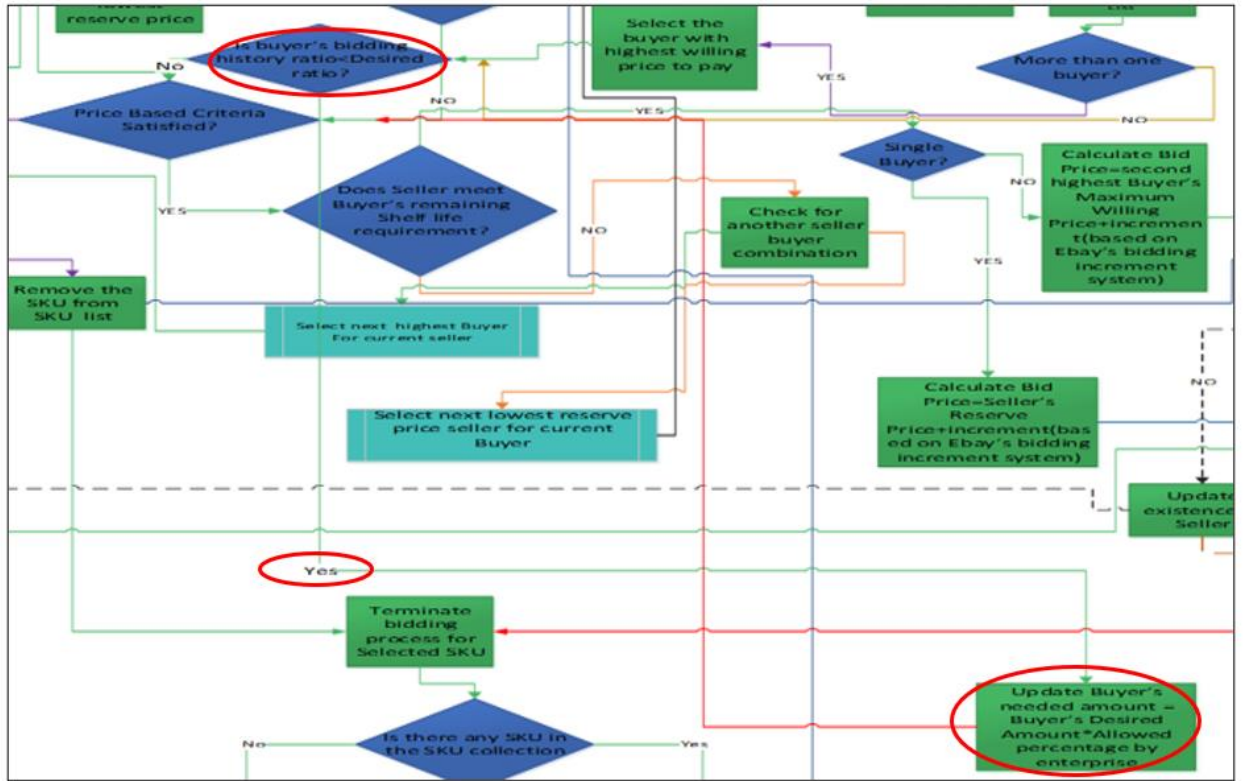 reserve price
Is buyer's bidding
history ratio<Desired
ratio?
No
Select the
buyer with
highest willing
price to pay
YES
More than one
buyer?
NO
Price Based Criteria
Satisfied?
NO
YES
NO
Single
Buyer?
NO
Calculate Bid
Price=second
highest Buyer's
Maximum
Willing
Price+incremen
t(based on
Ebay's bidding
increment
system)
YES
Does Seller meet
Buyer's remaining
Shelf life
requirement?
NO
Check for
another seller
buyer
combination
YES
Remove the
SKU from
SKU list
Select next highest Buyer
For current seller
Select next lowest reserve
price seller for current
Buyer
Calculate Bid
Price=Seller's
Reserve
Price+increment(bas
ed on Ebay's bidding
increment system)
NO
Update
existence
Seller
Yes
Terminate
bidding
process for
Selected SKU
Update Buyer's
needed amount =
Buyer's Desired
Amount*Allowed
percentage by
enterprise
Is there any SKU in
the SKU collection
No
Yes